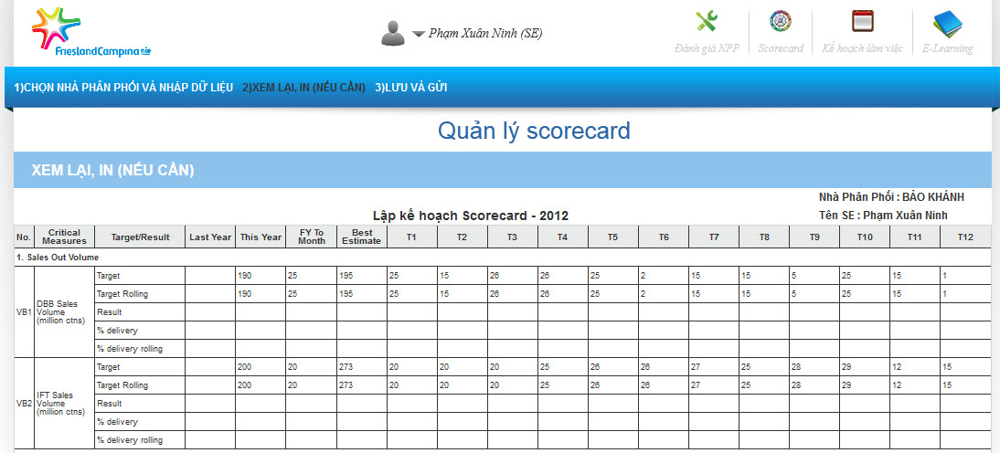 FrieslandCampina
Phạm Xuân Ninh (SE)
Đánh giá NPP Scorecard Kế hoạch làm việc E-Learning
1)CHỌN NHÀ PHÂN PHỐI VÀ NHẬP DỮ LIỆU 2)XEM LẠI, IN (NẾU CẦN) 3)LƯU VÀ GỬI
Quản lý scorecard
XEM LẠI, IN (NẾU CẦN)
Nhà Phân Phối : BẢO KHÁNH
Lập kế hoạch Scorecard - 2012
Tên SE : Phạm Xuân Ninh
No. Critical Measures Target/Result Last Year This Year FY To Month Best Estimate T1 T2 T3 T4 T5 T6 T7 T8 T9 T10 T11 T12
1. Sales Out Volume
VB1 DBB Sales Volume (million ctns)
Target 190 25 195 25 15 26 26 25 2 15 15 5 25 15 1
Target Rolling 190 25 195 25 15 26 26 25 2 15 15 5 25 15 1
Result
% delivery
% delivery rolling
VB2 IFT Sales Volume (million ctns)
Target 200 20 273 20 20 20 25 26 26 27 25 28 29 12 15
Target Rolling 200 20 273 20 20 20 25 26 26 27 25 28 29 12 15
Result
% delivery
% delivery rolling